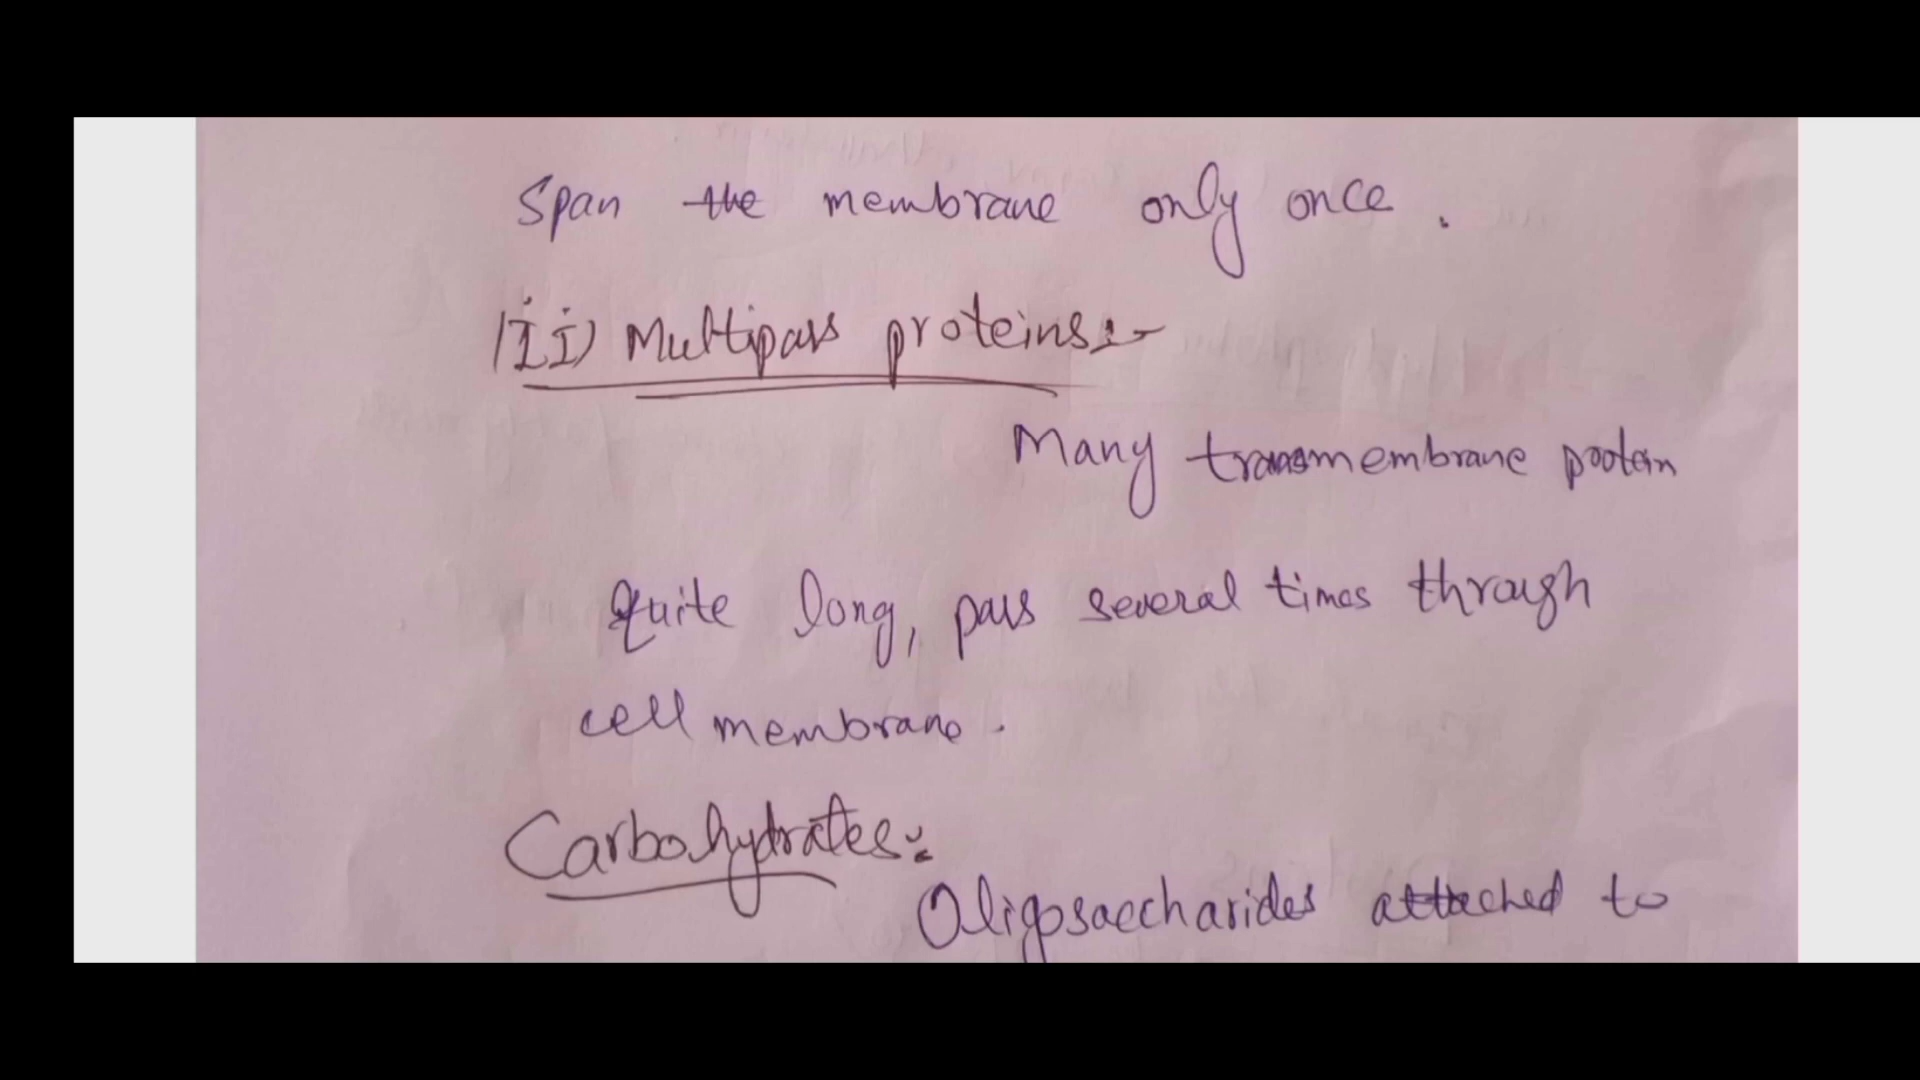 Span the membrane only once.
(ii) Multipass proteins:-
Many transmembrane protein
quite long, pass several times through
cell membrane.
Carbohydrates:
Oligosaccharides attached to